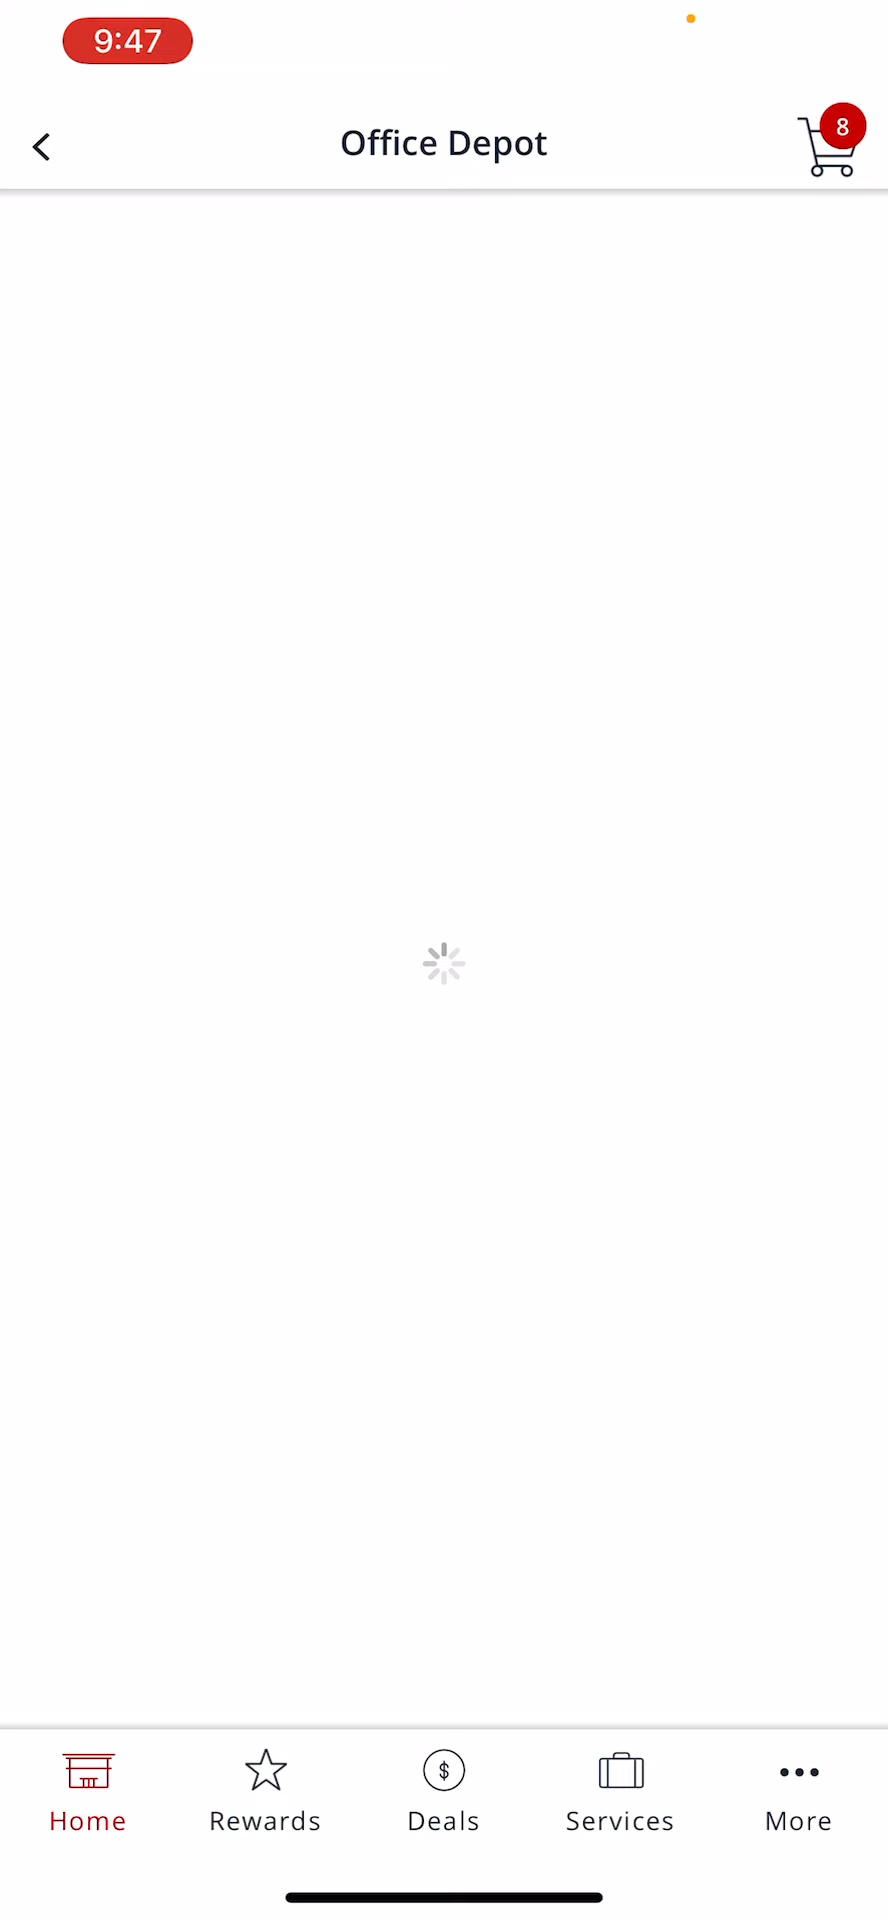 9:47
Office Depot
8
$
Home
Rewards
Deals
Services
More